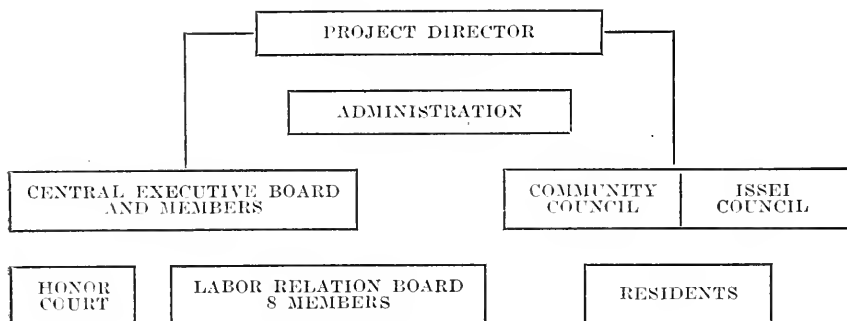 PROJECT DIRECTOR
ADMINISTRATION
CENTRAL EXECUTIVE BOARD
AND MEMBERS
COMMUNITY
COUNCIL
ISSEI
COUNCIL
HONOR
COURT
LABOR RELATION BOARD
8 MEMBERS
RESIDENTS